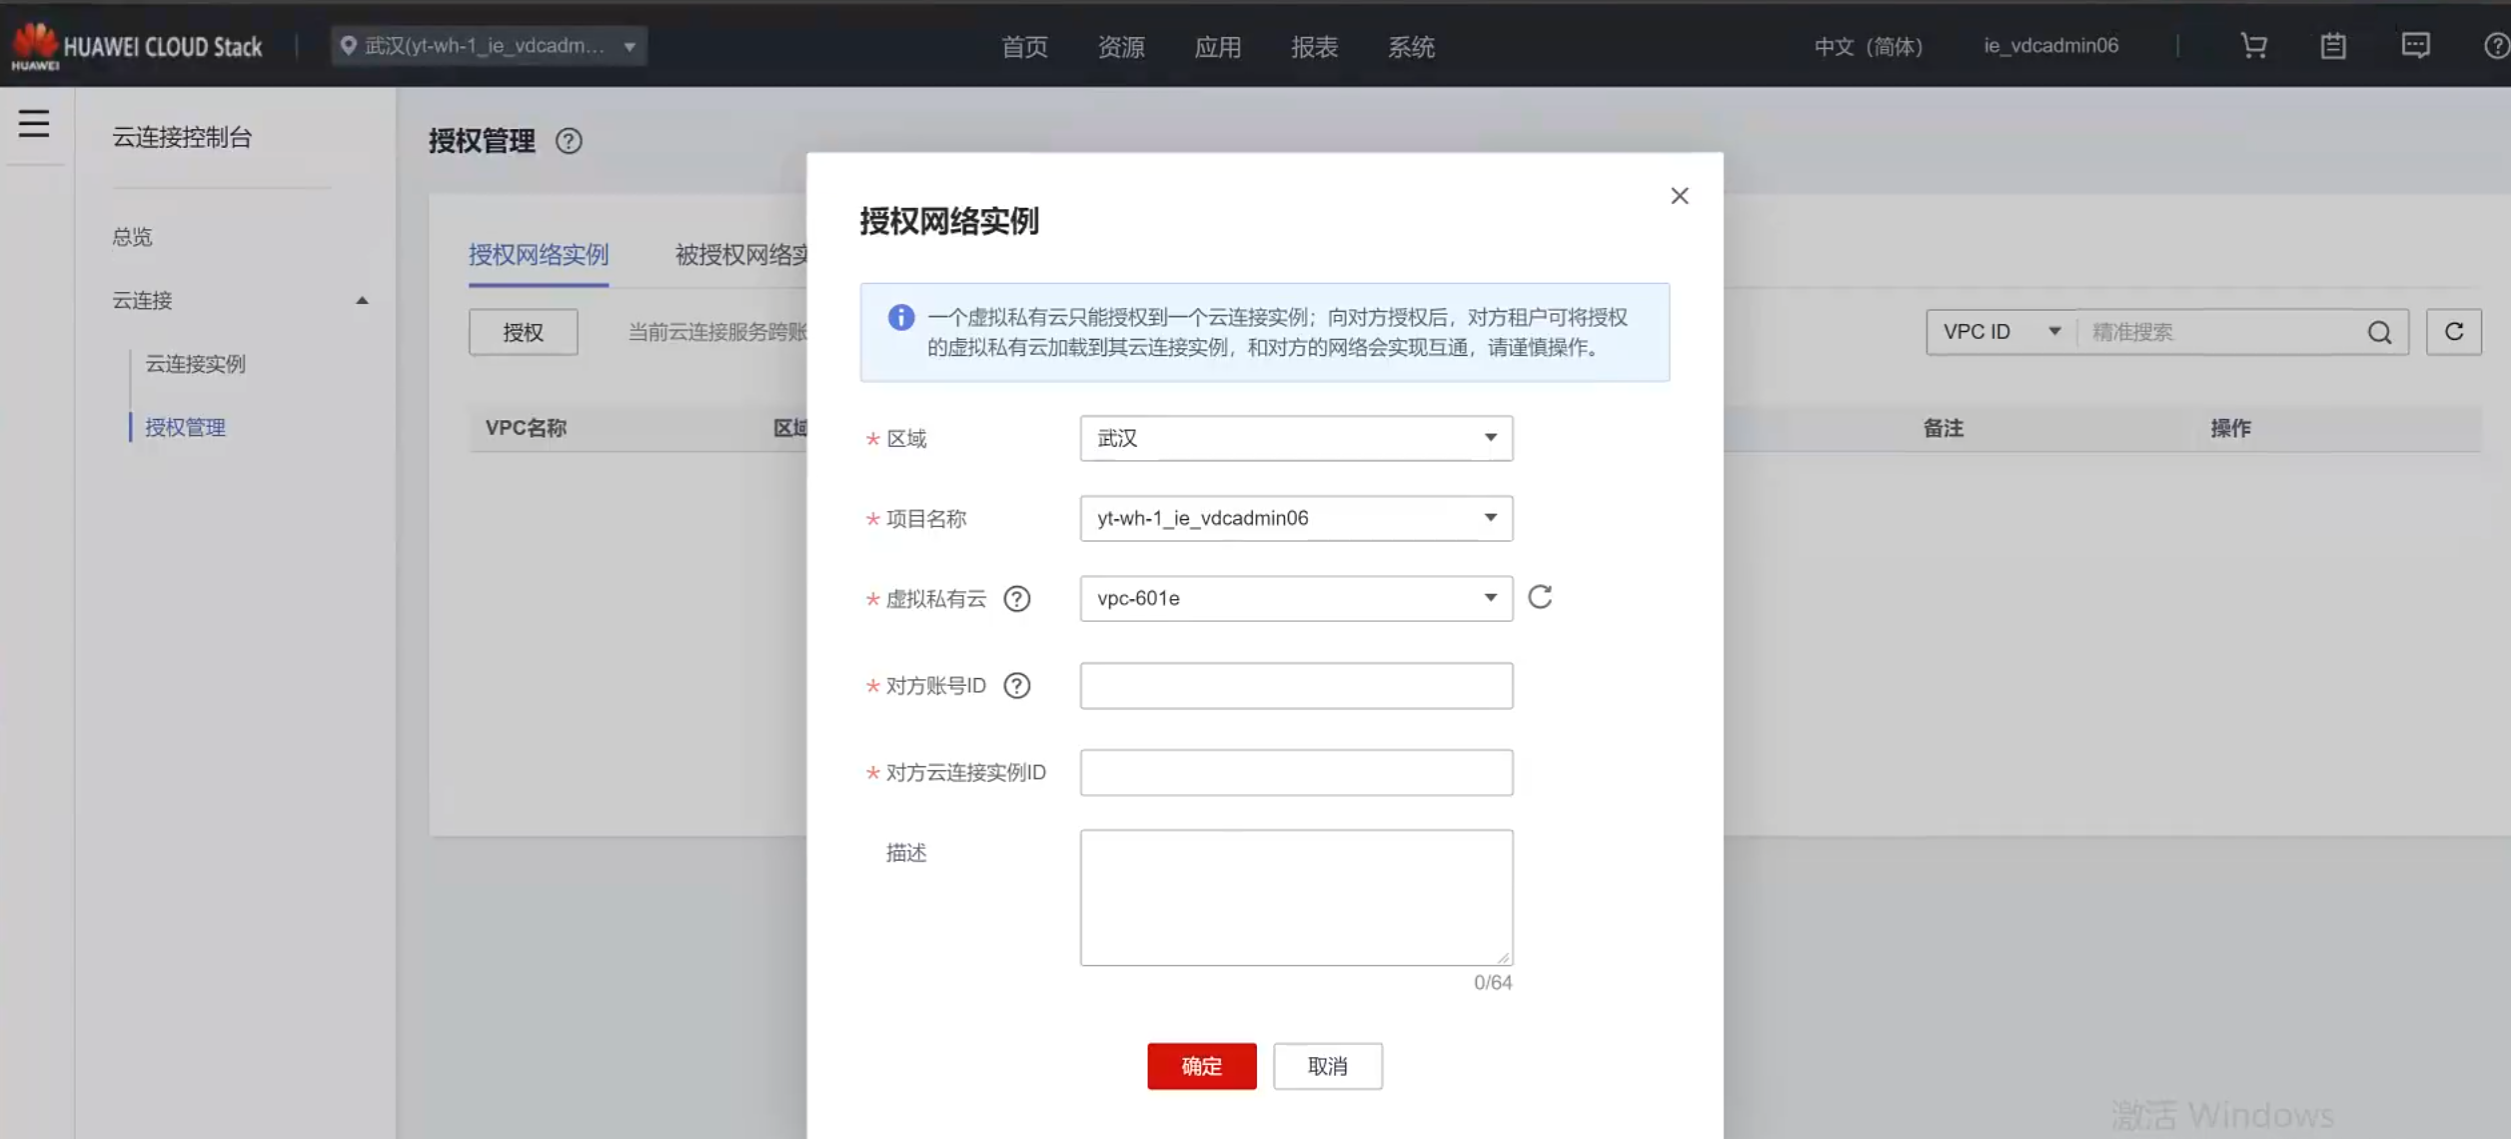 HUAWEI
HUAWEI CLOUD Stack
武汉(yt-wh-1_ie_vdcadm...
首页
资源
应用
报表
系统
中文（简体）
ie_vdcadmin06
云连接控制台
总览
云连接
云连接实例
授权管理
授权管理
授权网络实例
被授权网络实
授权
当前云连接服务跨账
VPC ID
精准搜索
VPC名称
区域
备注
操作
授权网络实例
一个虚拟私有云只能授权到一个云连接实例；向对方授权后，对方租户可将授权
的虚拟私有云加载到其云连接实例，和对方的网络会实现互通，请谨慎操作。
* 区域
武汉
* 项目名称
yt-wh-1_ie_vdcadmin06
* 虚拟私有云
vpc-601e
* 对方账号ID
* 对方云连接实例ID
描述
0/64
确定
取消
激活 Windows